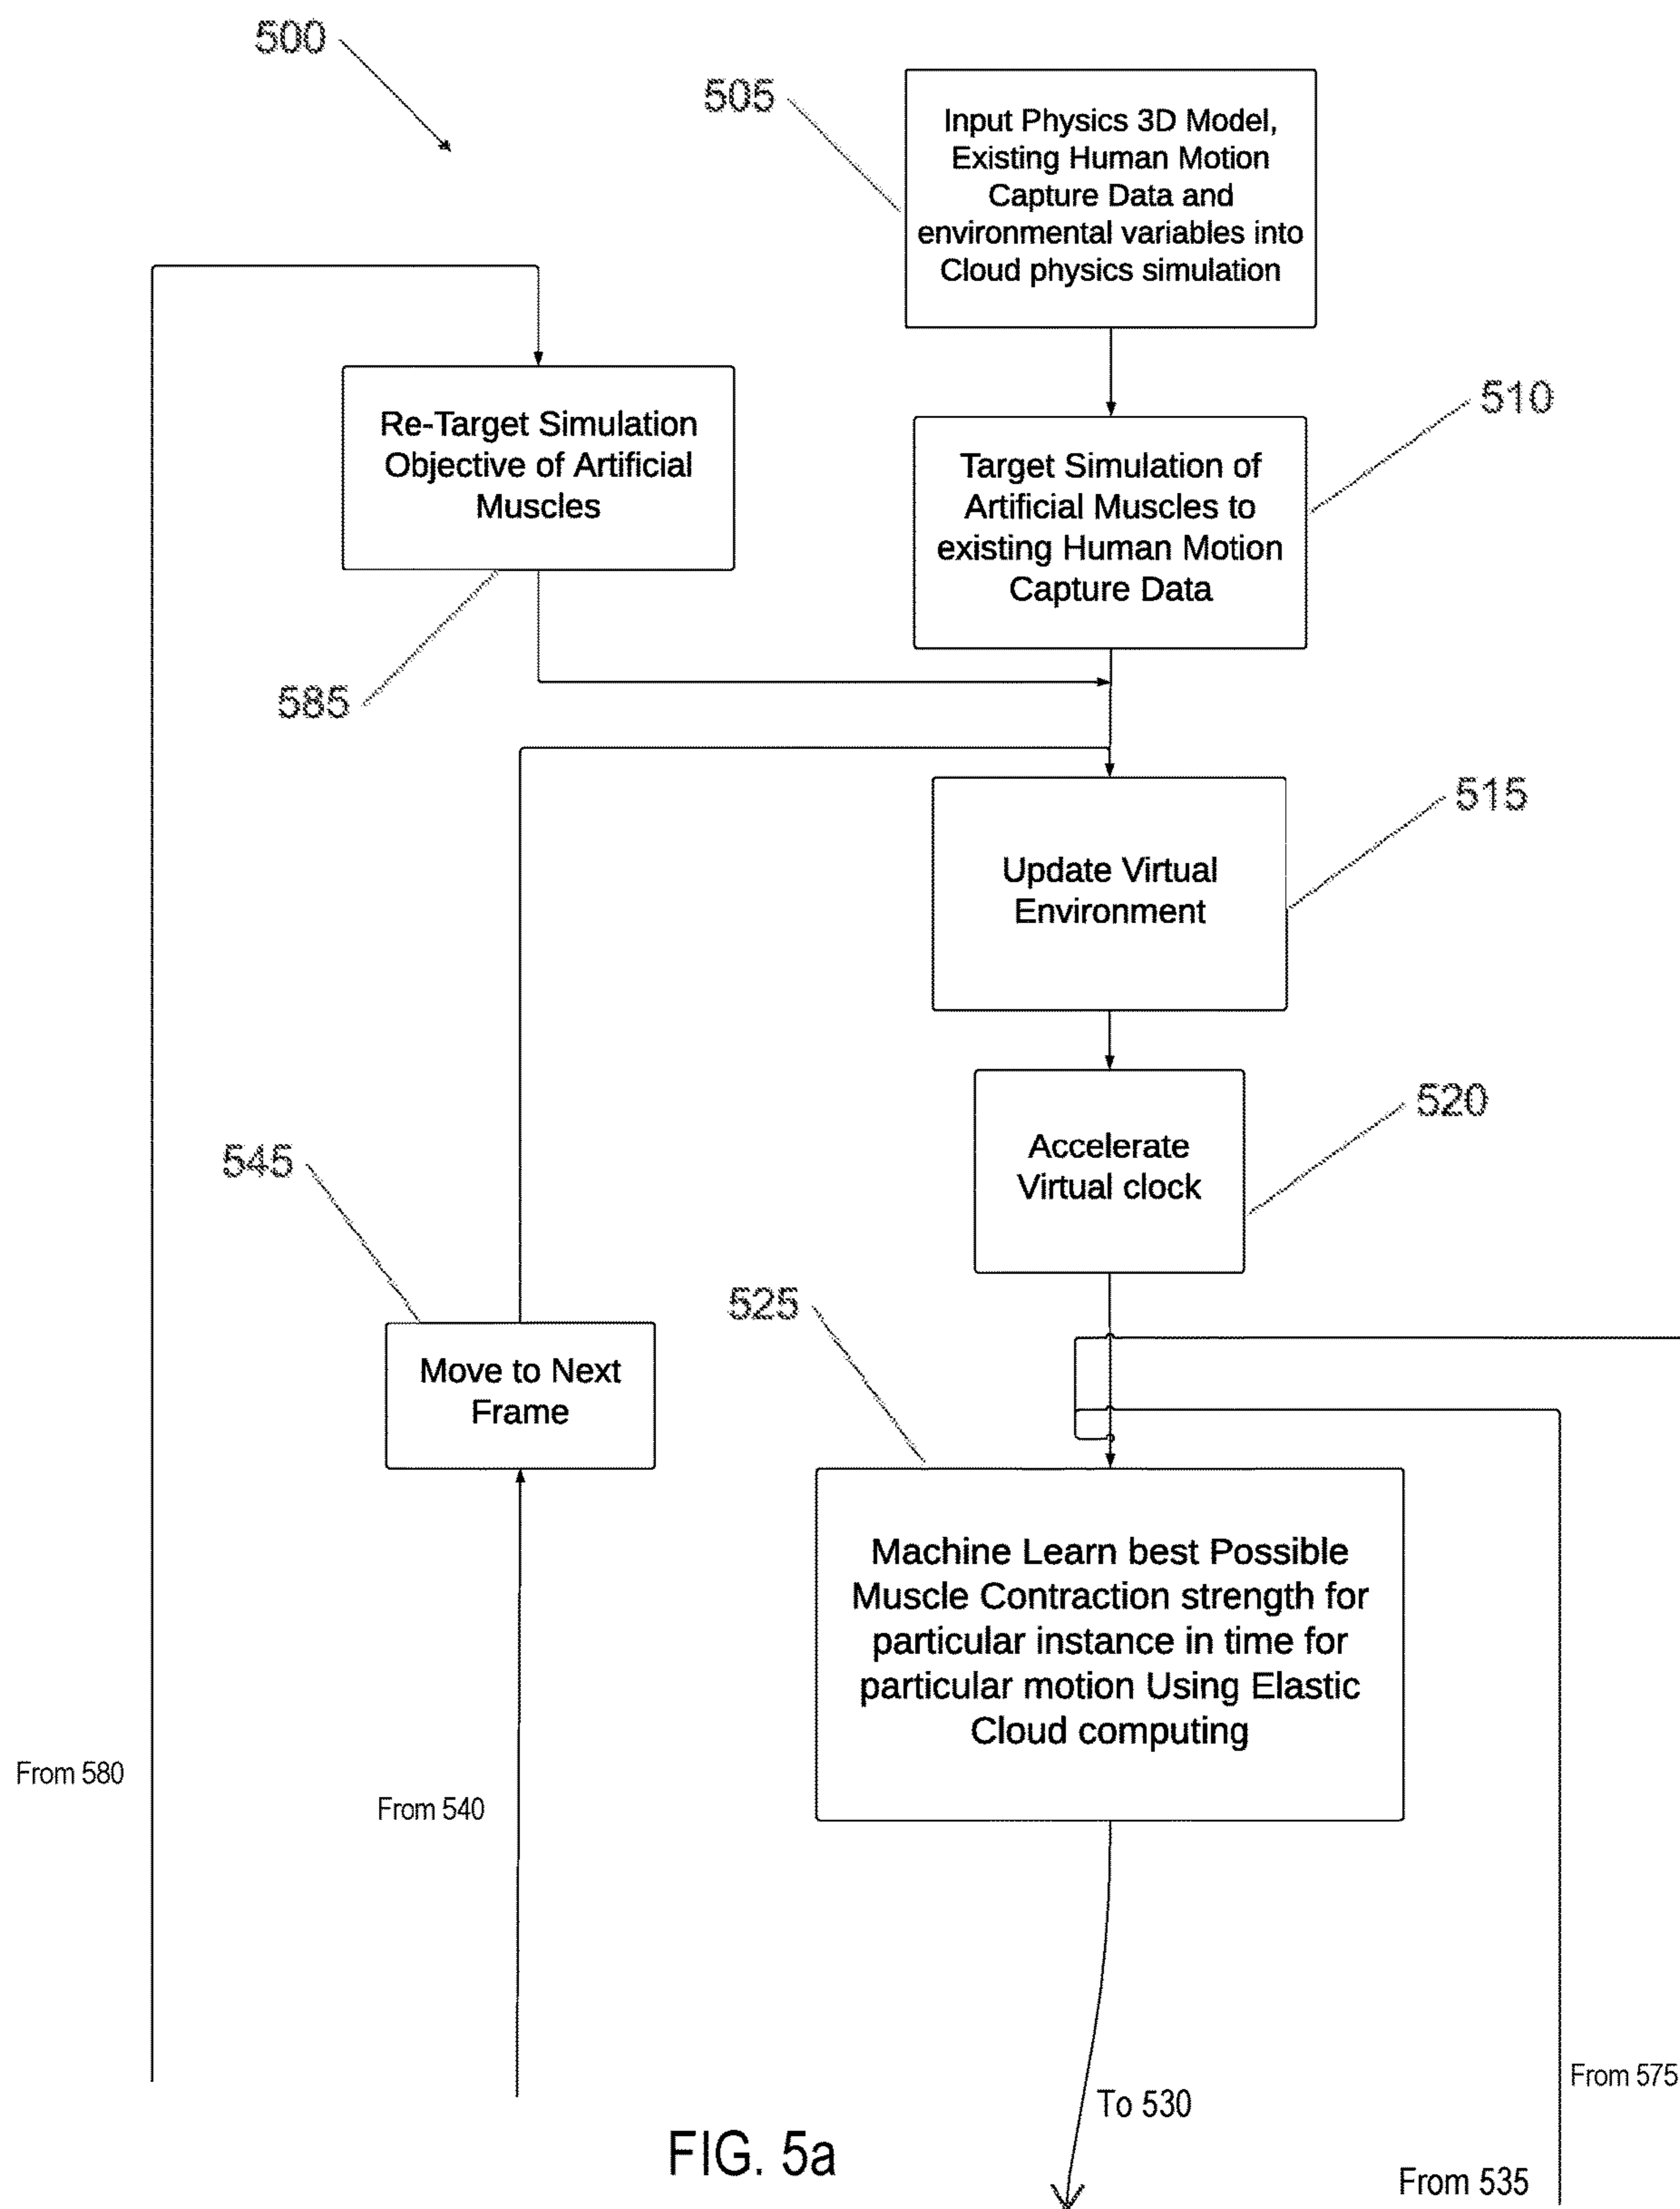 500
505
Input Physics 3D Model,
Existing Human Motion
Capture Data and
environmental variables into
Cloud physics simulation
Re-Target Simulation
Objective of Artificial
Muscles
585
510
Target Simulation of
Artificial Muscles to
existing Human Motion
Capture Data
515
Update Virtual
Environment
520
Accelerate
Virtual clock
545
Move to Next
Frame
525
Machine Learn best Possible
Muscle Contraction strength for
particular instance in time for
particular motion Using Elastic
Cloud computing
From 580
From 540
To 530
From 575
From 535
FIG. 5a